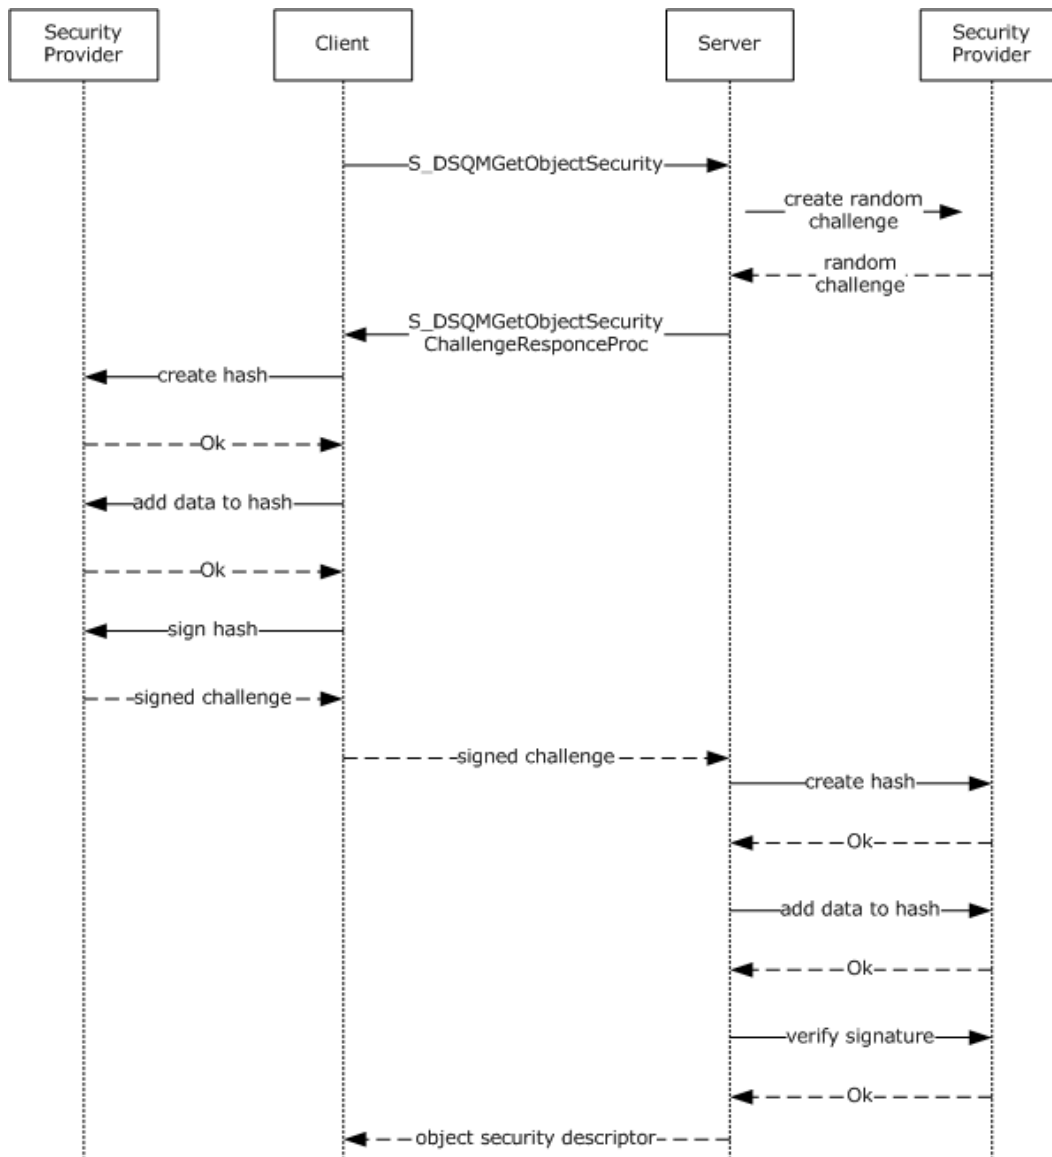 Security
Provider
Client
Server
Security
Provider
S_DSQMGetObjectSecurity
create random
challenge
random
challenge
S_DSQMGetObjectSecurity
ChallengeResponceProc
create hash
Ok
add data to hash
Ok
sign hash
signed challenge
signed challenge
create hash
Ok
add data to hash
Ok
verify signature
Ok
object security descriptor